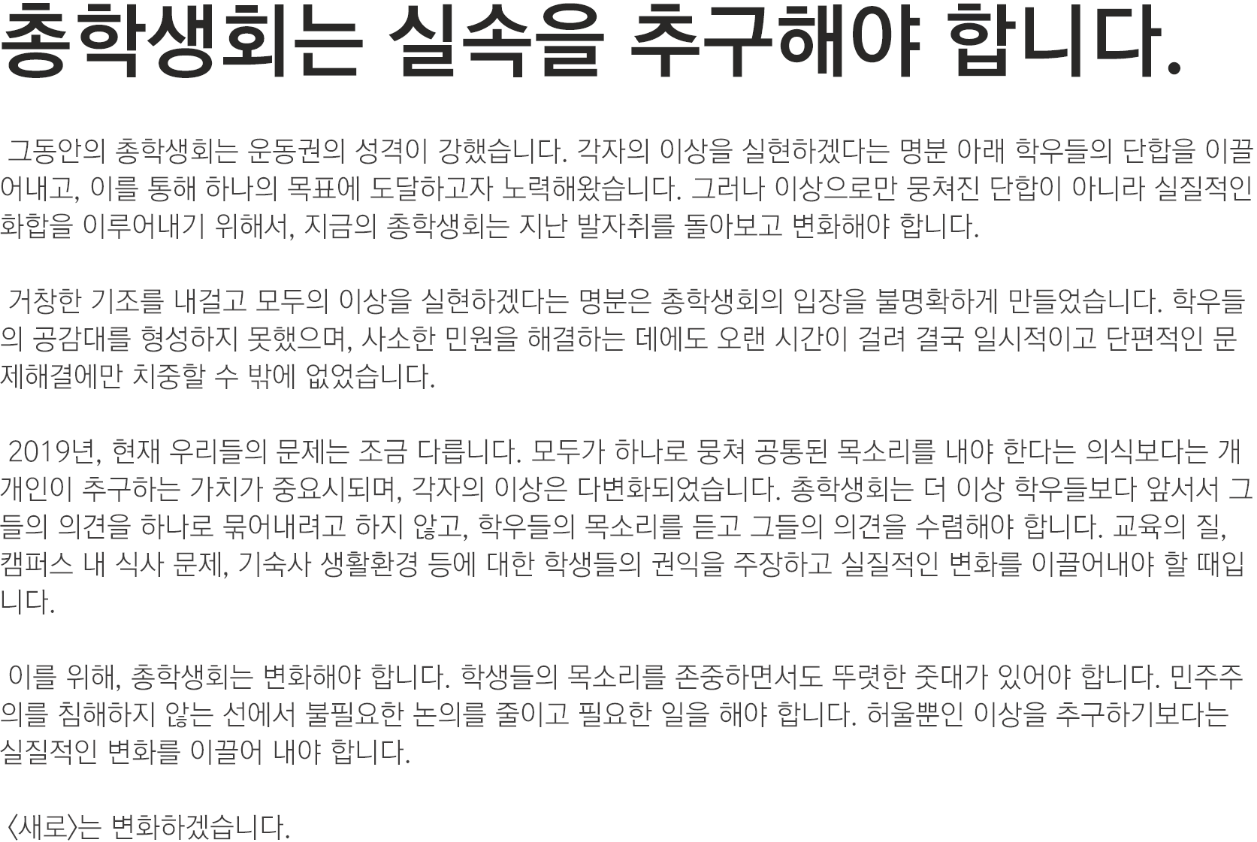 총학생회는 실속을 추구해야 합니다.
그동안의 총학생회는 운동권의 성격이 강했습니다. 각자의 이상을 실현하겠다는 명분 아래 학우들의 단합을 이끌
어내고, 이를 통해 하나의 목표에 도달하고자 노력해왔습니다. 그러나 이상으로만 뭉쳐진 단합이 아니라 실질적인
화합을 이루어내기 위해서, 지금의 총학생회는 지난 발자취를 돌아보고 변화해야 합니다.
거창한 기조를 내걸고 모두의 이상을 실현하겠다는 명분은 총학생회의 입장을 불명확하게 만들었습니다. 학우들
의 공감대를 형성하지 못했으며, 사소한 민원을 해결하는 데에도 오랜 시간이 걸려 결국 일시적이고 단편적인 문
제해결에만 치중할 수 밖에 없었습니다.
2019년, 현재 우리들의 문제는 조금 다릅니다. 모두가 하나로 뭉쳐 공통된 목소리를 내야 한다는 의식보다는 개
개인이 추구하는 가치가 중요시되며, 각자의 이상은 다변화되었습니다. 총학생회는 더 이상 학우들보다 앞서서 그
들의 의견을 하나로 묶어내려고 하지 않고, 학우들의 목소리를 듣고 그들의 의견을 수렴해야 합니다. 교육의 질,
캠퍼스 내 식사 문제, 기숙사 생활환경 등에 대한 학생들의 권익을 주장하고 실질적인 변화를 이끌어내야 할 때입
니다.
이를 위해, 총학생회는 변화해야 합니다. 학생들의 목소리를 존중하면서도 뚜렷한 줏대가 있어야 합니다. 민주주
의를 침해하지 않는 선에서 불필요한 논의를 줄이고 필요한 일을 해야 합니다. 허울뿐인 이상을 추구하기보다는
실질적인 변화를 이끌어 내야 합니다.
〈새로〉는 변화하겠습니다.